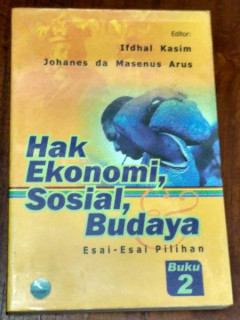 Editor:
Ifdhal Kasim
Johanes da Masenus Arus
Hak
Ekonomi,
Sosial,
Budaya
Esai-Esai Pilihan
Buku
2